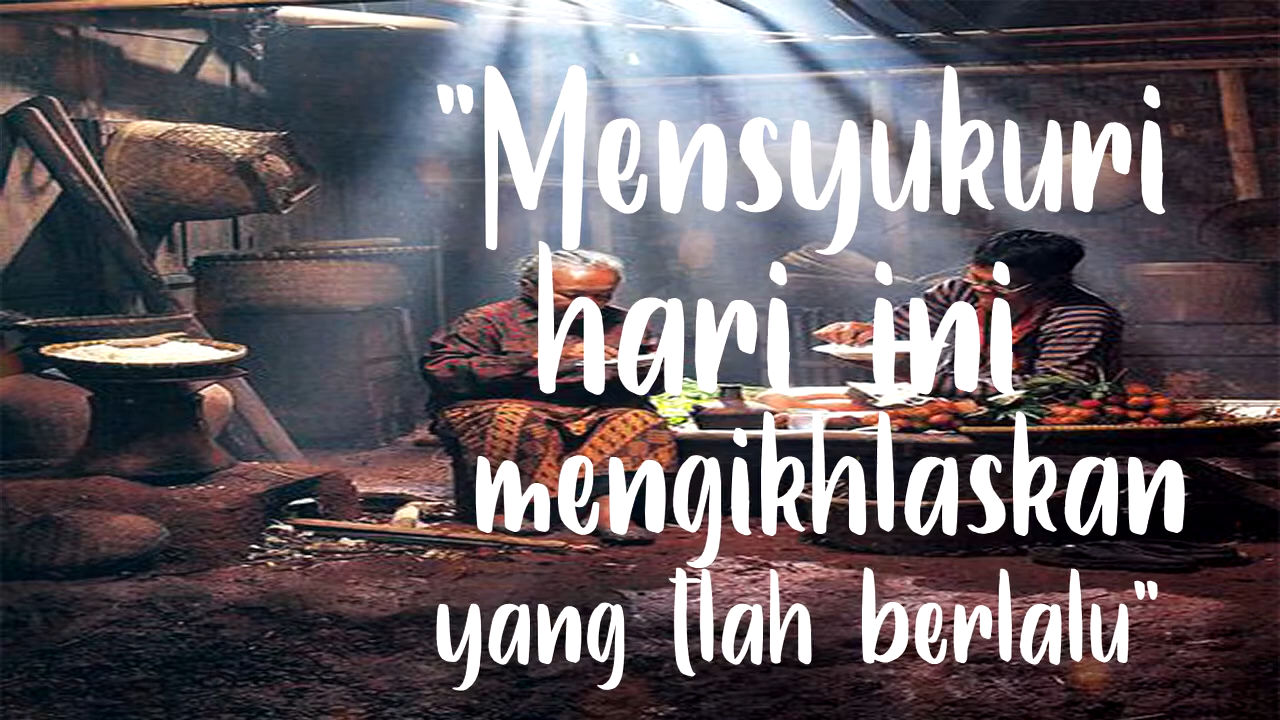 "Mensyukuri
hari ini
mengikhlaskan
yang tlah berlalu"